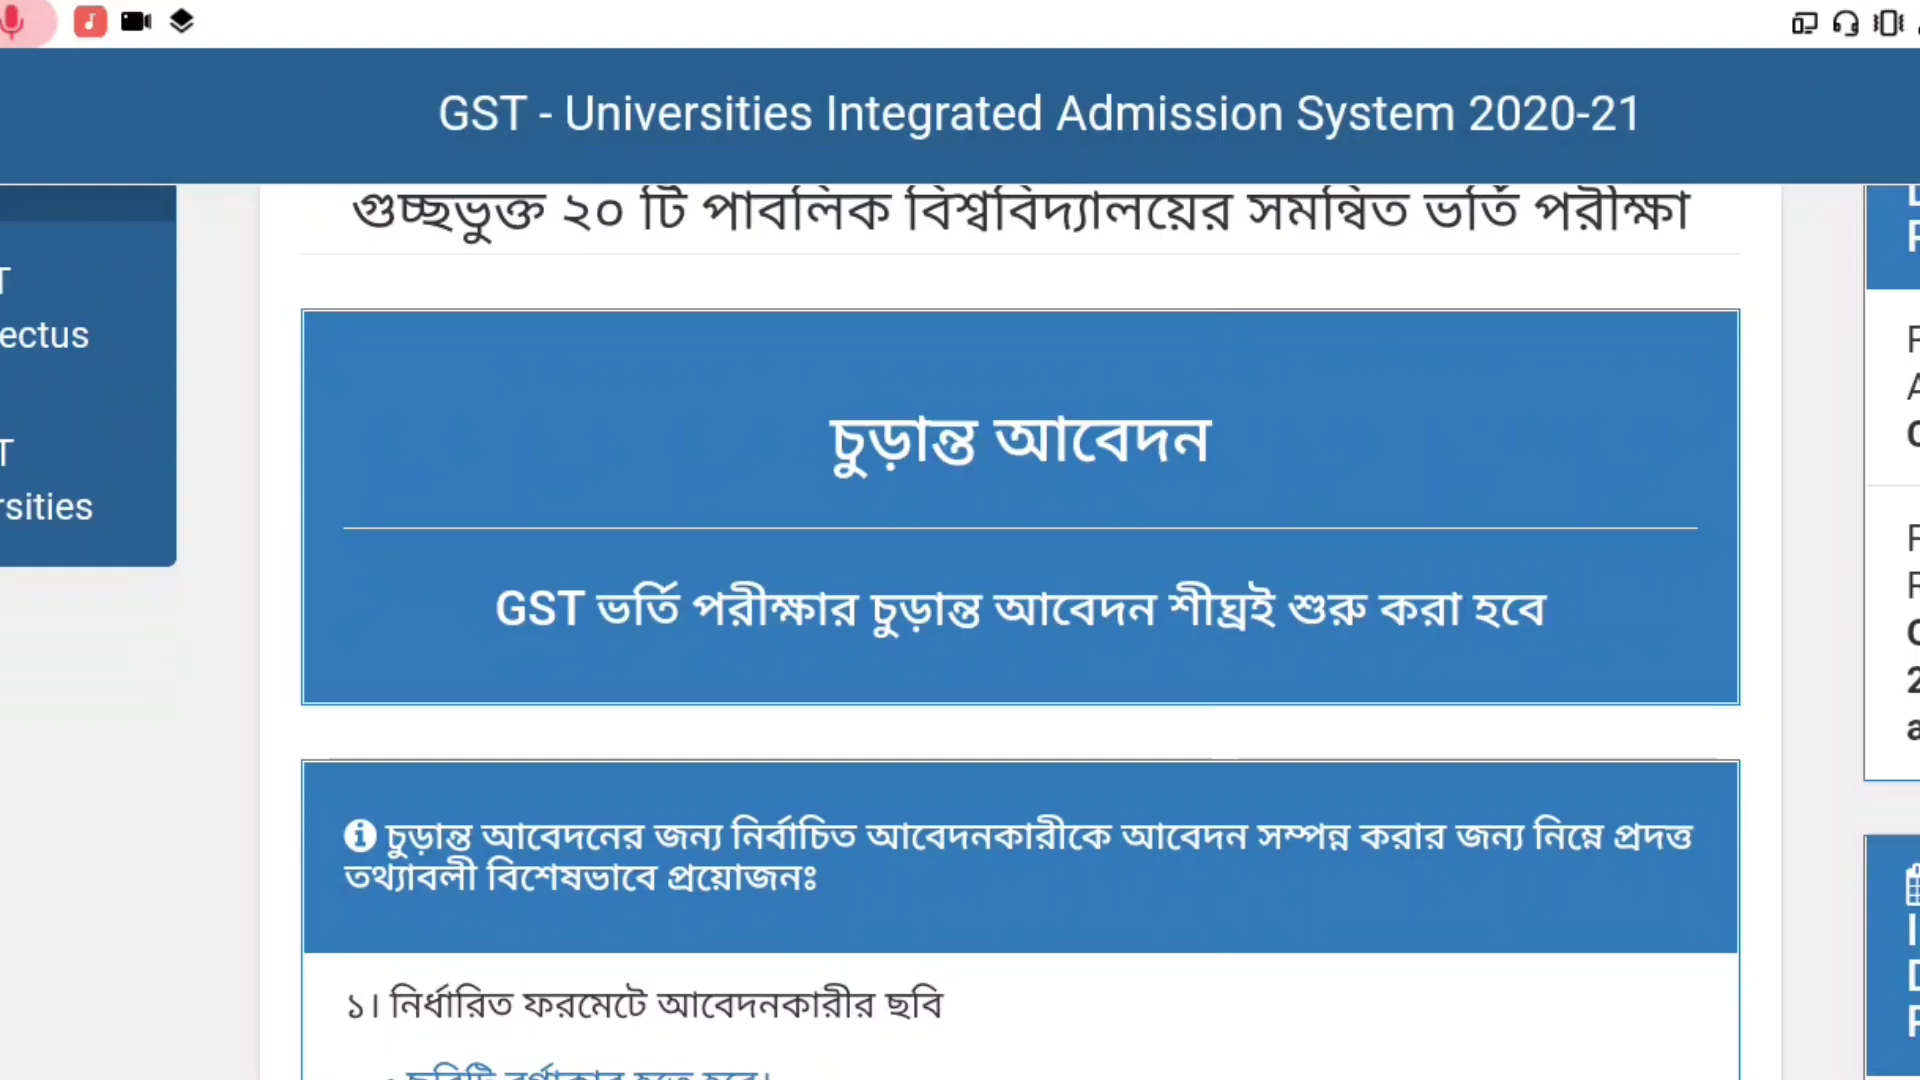 GST - Universities Integrated Admission System 2020-21
গুচ্ছভুক্ত ২০ টি পাবলিক বিশ্ববিদ্যালয়ের সমন্বিত ভর্তি পরীক্ষা
ectus
rsities
চুড়ান্ত আবেদন
GST ভর্তি পরীক্ষার চুড়ান্ত আবেদন শীঘ্রই শুরু করা হবে
চুড়ান্ত আবেদনের জন্য নির্বাচিত আবেদনকারীকে আবেদন সম্পন্ন করার জন্য নিম্নে প্রদত্ত
তথ্যাবলী বিশেষভাবে প্রয়োজনঃ
১। নির্ধারিত ফরমেটে আবেদনকারীর ছবি